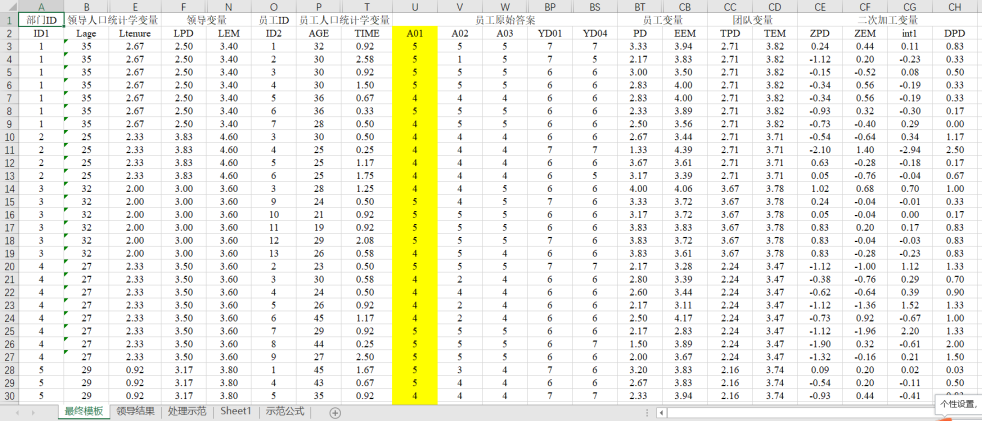 A B E F N O P T U V W BP BS BT CB CC CD CE CF CG CH
1 部门ID 领导人口统计学变量 领导变量 员工ID 员工人口统计学变量 员工原始答案 员工变量 团队变量 二次加工变量
2 ID1 Lage Ltenure LPD LEM ID2 AGE TIME A01 A02 A03 YD01 YD04 PD EEM TPD TEM ZPD ZEM int1 DPD
3 1 35 2.67 2.50 3.40 1 32 0.92 5 5 5 7 7 3.33 3.94 2.71 3.82 0.24 0.44 0.11 0.83
4 1 35 2.67 2.50 3.40 2 30 2.58 5 1 5 7 5 2.17 3.83 2.71 3.82 -1.12 0.20 -0.23 0.33
5 1 35 2.67 2.50 3.40 3 30 0.92 5 5 5 6 6 3.00 3.50 2.71 3.82 -0.15 -0.52 0.08 0.50
6 1 35 2.67 2.50 3.40 4 30 1.50 5 5 5 6 6 2.83 4.00 2.71 3.82 -0.34 0.56 -0.19 0.33
7 1 35 2.67 2.50 3.40 5 36 0.67 4 4 4 6 6 2.83 4.00 2.71 3.82 -0.34 0.56 -0.19 0.33
8 1 35 2.67 2.50 3.40 6 36 0.33 5 5 5 6 6 2.33 3.89 2.71 3.82 -0.93 0.32 -0.30 0.17
9 1 35 2.67 2.50 3.40 7 28 0.50 4 5 5 6 6 2.50 3.56 2.71 3.82 -0.73 -0.40 0.29 0.00
10 2 25 2.33 3.83 4.60 3 30 0.50 4 4 4 6 6 2.67 3.44 2.71 3.71 -0.54 -0.64 0.34 1.17
11 2 25 2.33 3.83 4.60 4 25 0.25 4 4 4 7 7 1.33 4.39 2.71 3.71 -2.10 1.40 -2.94 2.50
12 2 25 2.33 3.83 4.60 5 25 1.17 4 4 4 6 6 3.67 3.61 2.71 3.71 0.63 -0.28 -0.18 0.17
13 2 25 2.33 3.83 4.60 6 25 1.75 4 4 4 6 5 3.17 3.39 2.71 3.71 0.05 -0.76 -0.04 0.67
14 3 32 2.00 3.00 3.60 3 28 1.25 4 4 5 6 6 4.00 4.06 3.67 3.78 1.02 0.68 0.70 1.00
15 3 32 2.00 3.00 3.60 9 24 0.50 4 4 5 7 6 3.33 3.72 3.67 3.78 0.24 -0.04 -0.01 0.33
16 3 32 2.00 3.00 3.60 10 21 0.92 5 5 5 6 6 3.17 3.72 3.67 3.78 0.05 -0.04 0.00 0.17
17 3 32 2.00 3.00 3.60 11 19 0.92 5 5 5 6 6 3.83 3.83 3.67 3.78 0.83 0.20 0.17 0.83
18 3 32 2.00 3.00 3.60 12 29 2.08 5 5 5 7 6 3.83 3.72 3.67 3.78 0.83 -0.04 -0.03 0.83
19 3 32 2.00 3.00 3.60 13 26 0.58 4 4 5 6 6 3.83 3.61 3.67 3.78 0.83 -0.28 -0.23 0.83
20 4 27 2.33 3.50 3.60 2 23 0.50 5 5 5 7 7 2.17 3.28 2.24 3.47 -1.12 -1.00 1.12 1.33
21 4 27 2.33 3.50 3.60 3 30 0.58 4 2 4 6 6 2.80 3.39 2.24 3.47 -0.38 -0.76 0.29 0.70
22 4 27 2.33 3.50 3.60 4 24 0.50 4 4 4 6 6 2.60 3.44 2.24 3.47 -0.62 -0.64 0.39 0.90
23 4 27 2.33 3.50 3.60 5 26 0.92 4 2 4 6 6 2.17 3.11 2.24 3.47 -1.12 -1.36 1.52 1.33
24 4 27 2.33 3.50 3.60 6 45 1.17 4 2 4 6 6 2.50 4.17 2.24 3.47 -0.73 0.92 -0.67 1.00
25 4 27 2.33 3.50 3.60 7 29 0.92 5 5 5 6 6 2.17 2.83 2.24 3.47 -1.12 -1.96 2.20 1.33
26 4 27 2.33 3.50 3.60 8 44 0.25 5 5 5 6 7 1.50 3.89 2.24 3.47 -1.90 0.32 -0.61 2.00
27 4 27 2.33 3.50 3.60 9 27 2.50 5 5 5 6 6 2.00 3.67 2.24 3.47 -1.32 -0.16 0.21 1.50
28 5 29 0.92 3.17 3.80 1 45 1.67 5 3 4 7 6 3.20 3.83 2.16 3.74 0.09 0.20 0.02 0.03
29 5 29 0.92 3.17 3.80 4 43 0.67 5 4 4 6 6 2.67 3.83 2.16 3.74 -0.54 0.20 -0.11 0.50
30 5 29 0.92 3.17 3.80 5 35 0.92 4 4 4 7 7 2.33 3.94 2.16 3.74 -0.93 0.44 -0.41
个性设置,
最终模板 领导结果 处理示范 Sheet1 示范公式